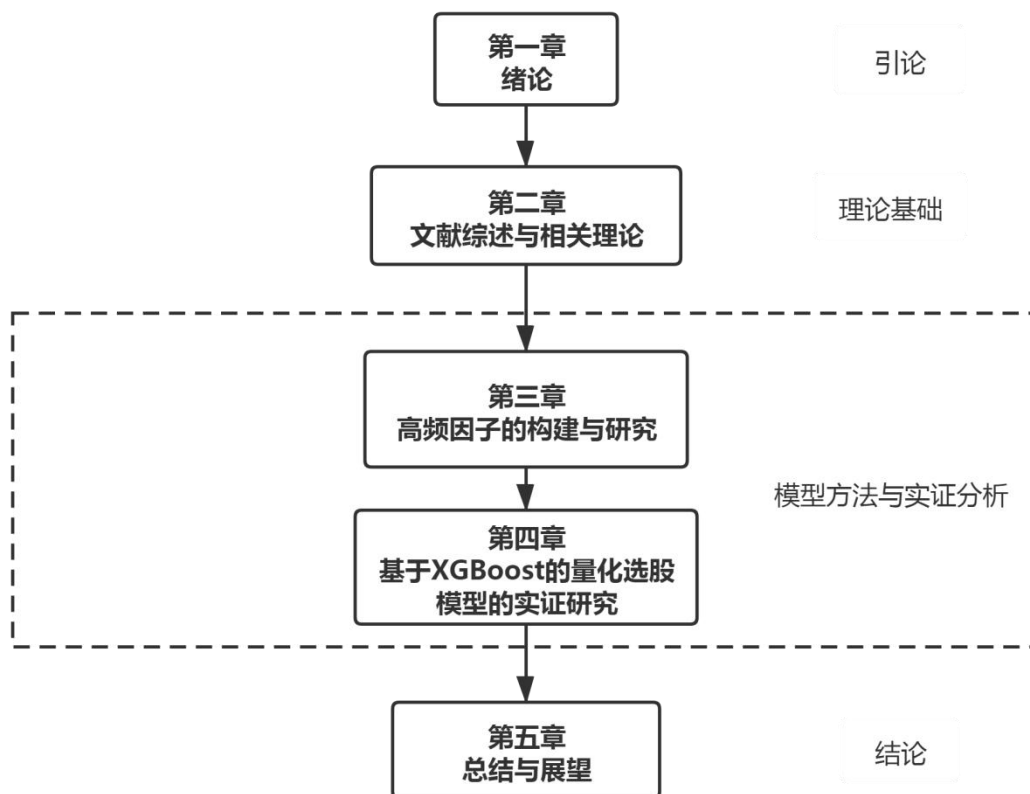 第一章
绪论
引论
第二章
文献综述与相关理论
理论基础
第三章
高频因子的构建与研究
模型方法与实证分析
第四章
基于XGBoost的量化选股
模型的实证研究
第五章
总结与展望
结论